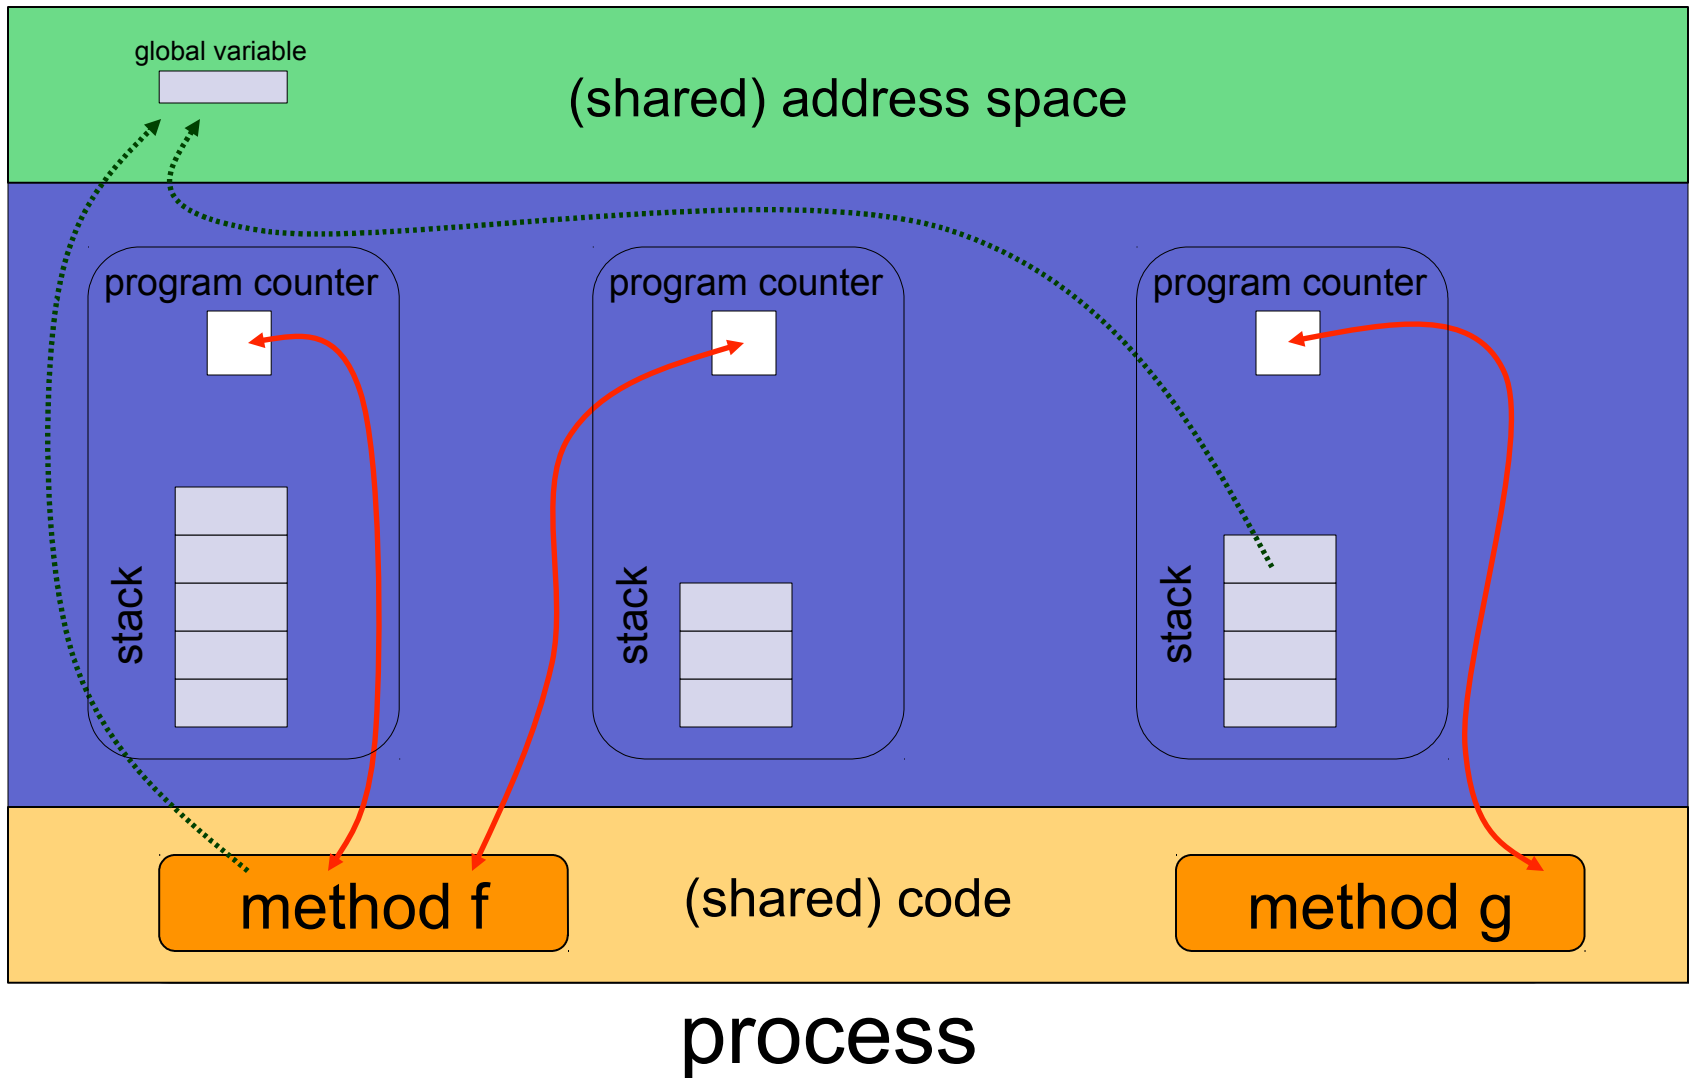 global variable
(shared) address space
program counter
program counter
program counter
stack
stack
stack
method f
(shared) code
method g
process